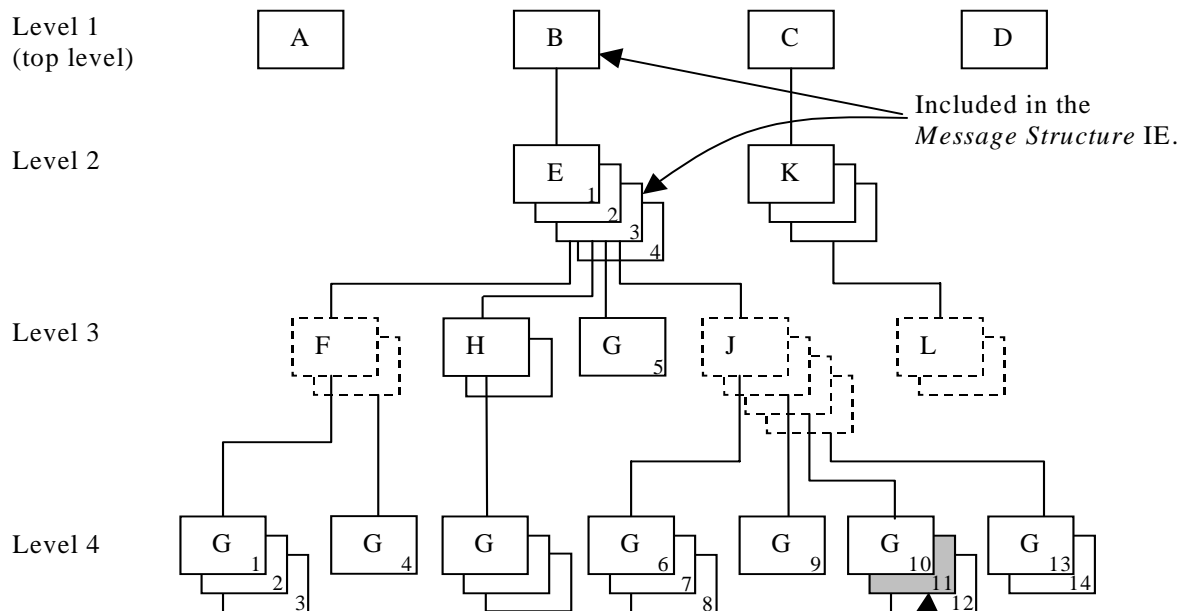 Level 1
(top level)
A
B
C
D
Included in the
Message Structure IE.
Level 2
E
1
2
3
4
K
Level 3
F
H
G
5
J
L
Level 4
G
1
2
3
G
4
G
G
6
7
8
G
9
G
10
11
12
G
13
14